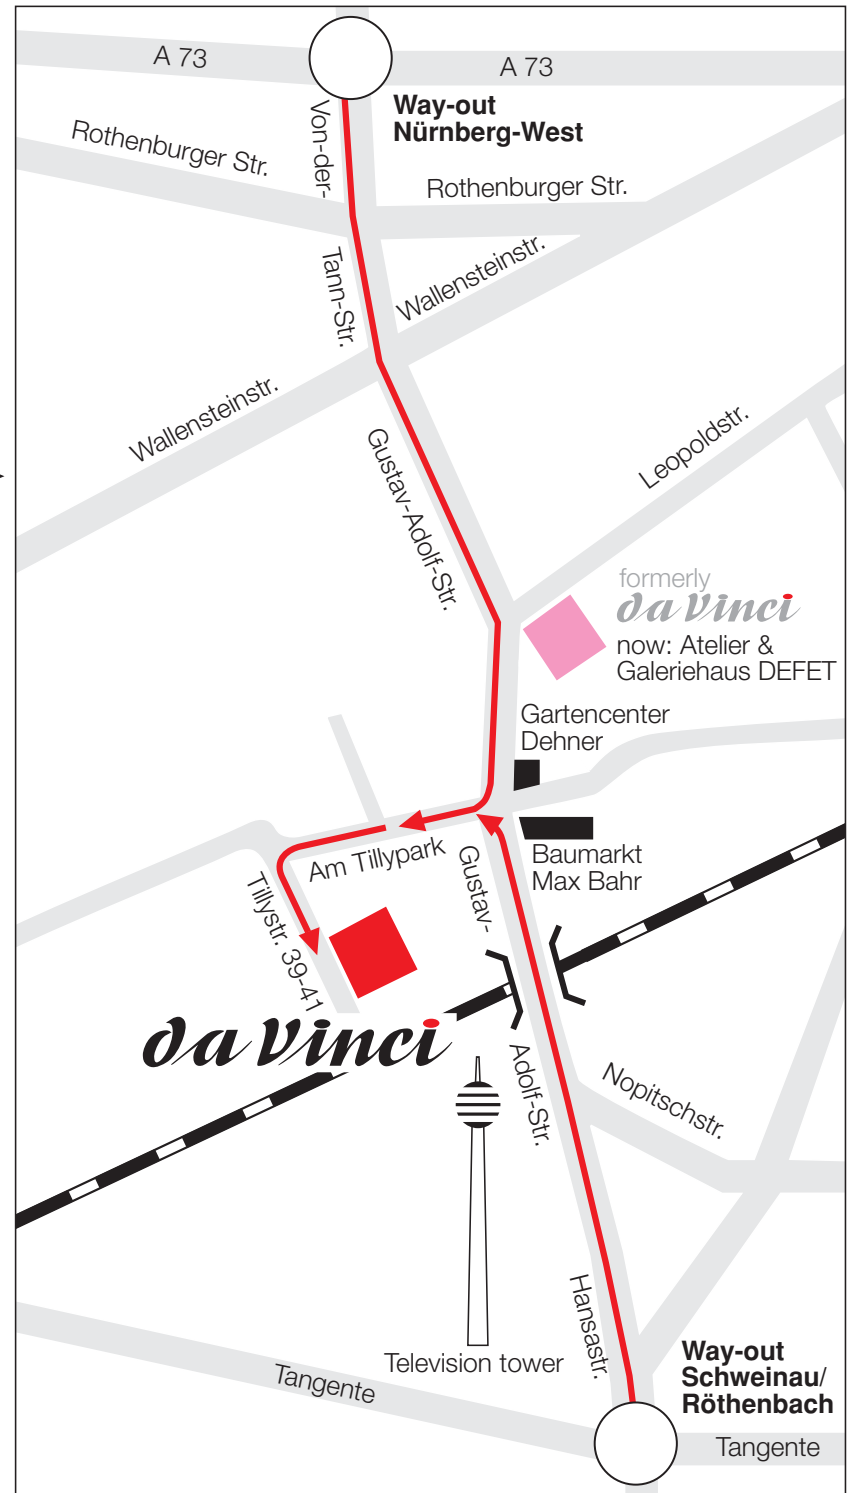 A 73
A 73
Way-out
Nürnberg-West
Von-der-
Tann-Str.
Rothenburger Str.
Rothenburger Str.
Wallensteinstr.
Wallensteinstr.
Gustav-Adolf-Str.
Leopoldstr.
formerly
da Vinci
now: Atelier &
Galeriehaus DEFET
Gartencenter
Dehner
Baumarkt
Max Bahr
Am Tillypark
Gustav-
Adolf-Str.
Tillystr. 39-41
da Vinci
Nopitschstr.
Hansastr.
Television tower
Tangente
Way-out
Schweinau/
Röthenbach
Tangente